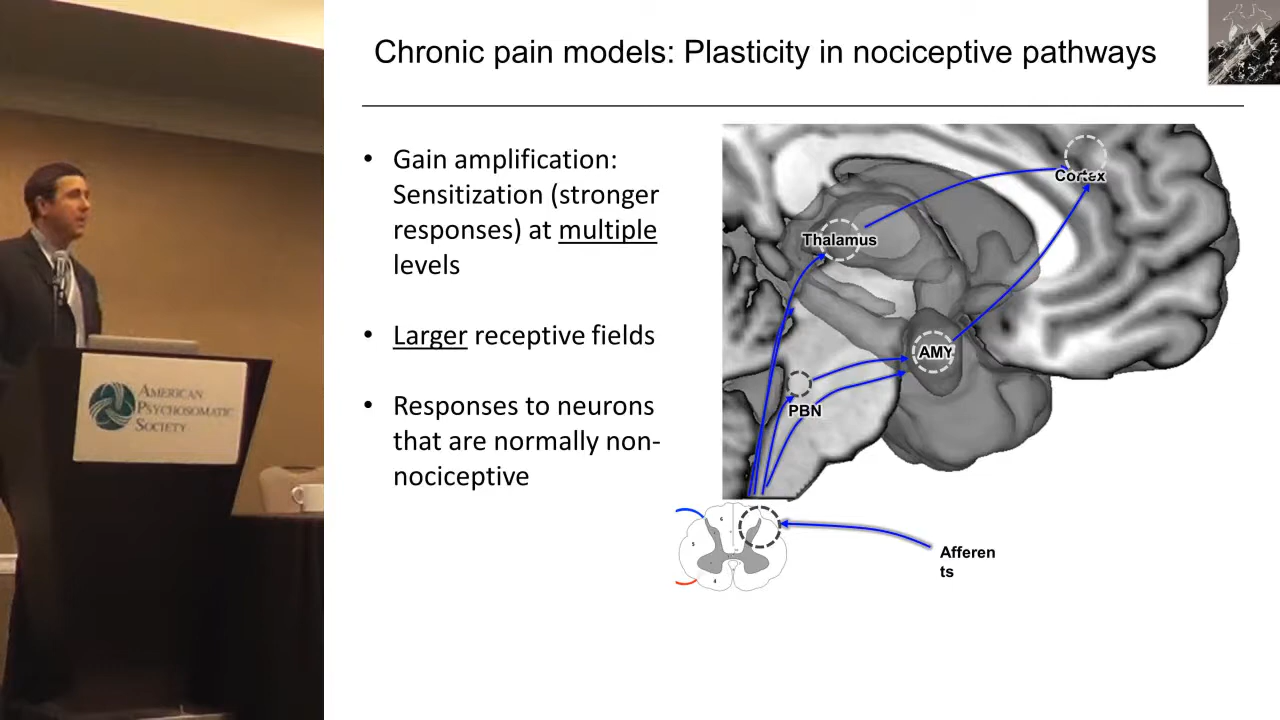 Chronic pain models: Plasticity in nociceptive pathways
• Gain amplification:
Sensitization (stronger
responses) at multiple
levels
• Larger receptive fields
• Responses to neurons
that are normally non-
nociceptive
Cortex
Thalamus
AMY
PBN
Afferen
ts
AMERICAN
PSYCHOSOMATIC
SOCIETY